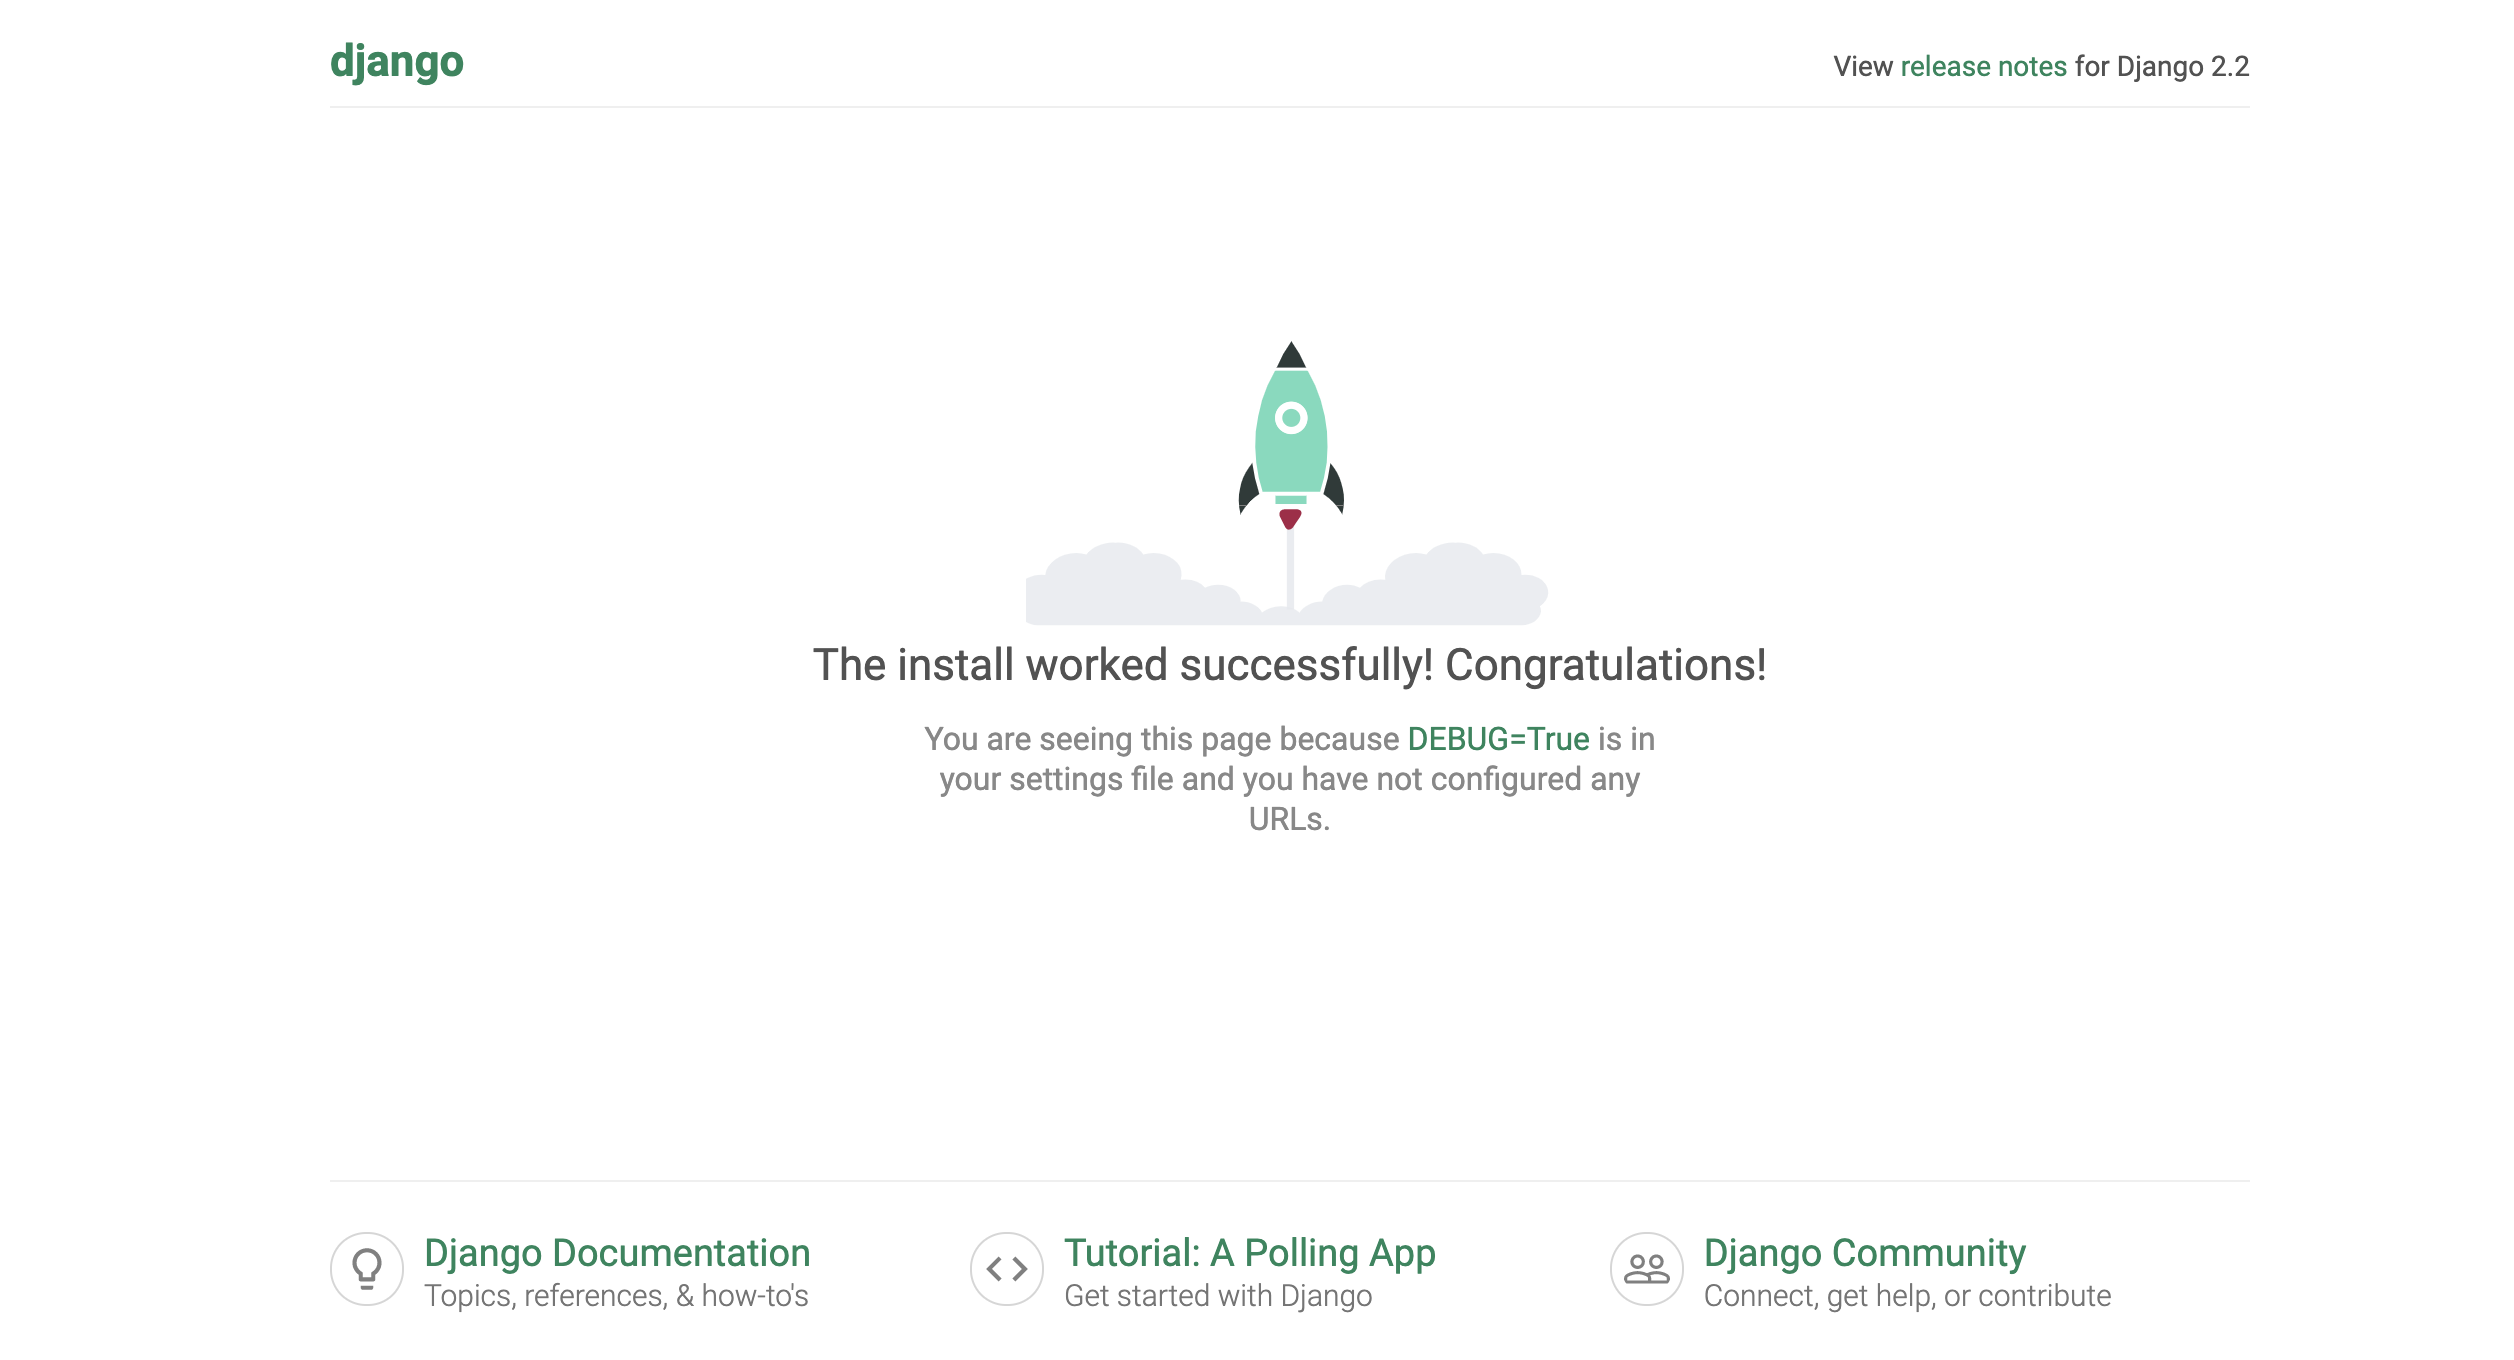 django
View release notes for Django 2.2
The install worked successfully! Congratulations!
You are seeing this page because DEBUG=True is in
your settings file and you have not configured any
URLs.
Django Documentation
Topics, references, & how-to's
Tutorial: A Polling App
Get started with Django
Django Community
Connect, get help, or contribute